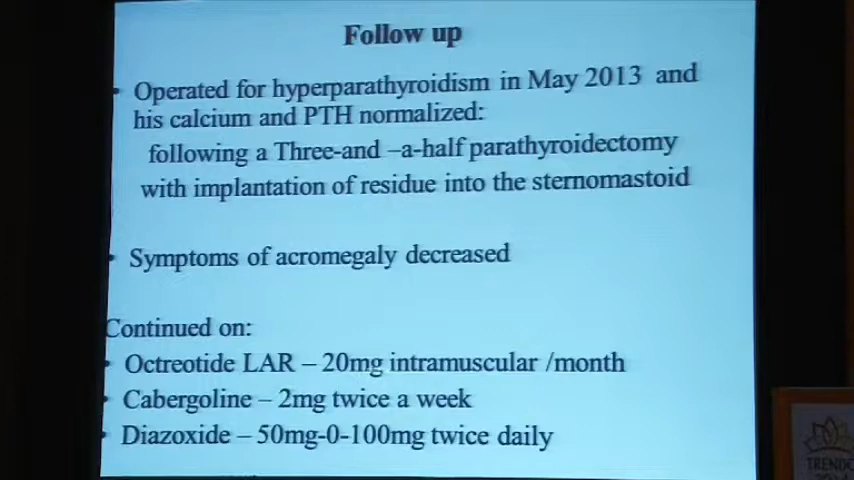 Follow up
• Operated for hyperparathyroidism in May 2013 and
his calcium and PTH normalized:
following a Three-and –a-half parathyroidectomy
with implantation of residue into the sternomastoid
• Symptoms of acromegaly decreased
Continued on:
• Octreotide LAR – 20mg intramuscular /month
• Cabergoline – 2mg twice a week
• Diazoxide – 50mg-0-100mg twice daily